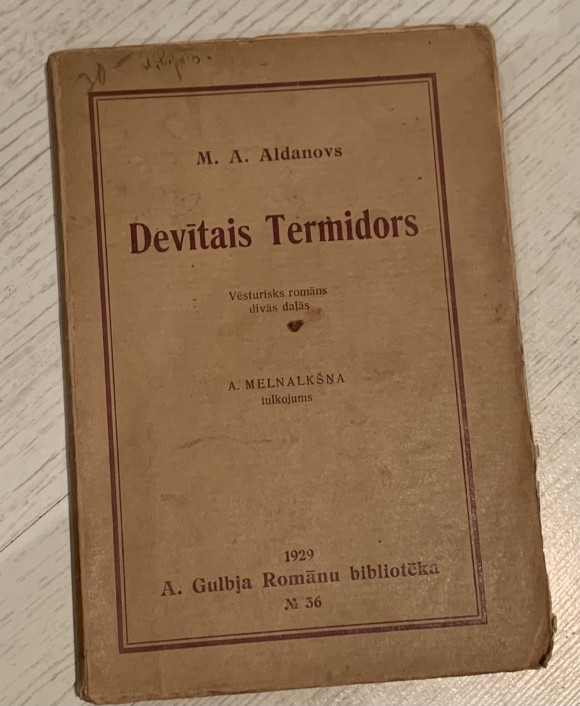 M. A. Aldanovs
Devītais Termidors
Vēsturisks romāns
divās daļās
A. MELNALKŠŅA
tulkojums
1929
A. Gulbja Romānu bibliotēka
№ 36